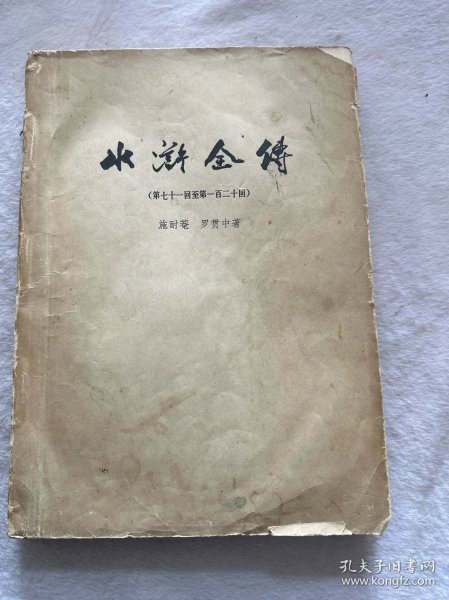 水滸全傳
（第七十一回至第一百二十回）
施耐菴 罗贯中著
孔夫子旧书网
www.kongfz.com